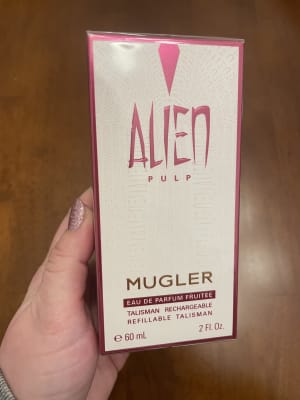 ALIEN
PULP
MUGLER
EAU DE PARFUM FRUITÉE
TALISMAN RECHARGEABLE
REFILLABLE TALISMAN
℮ 60 mL 2 Fl. Oz.